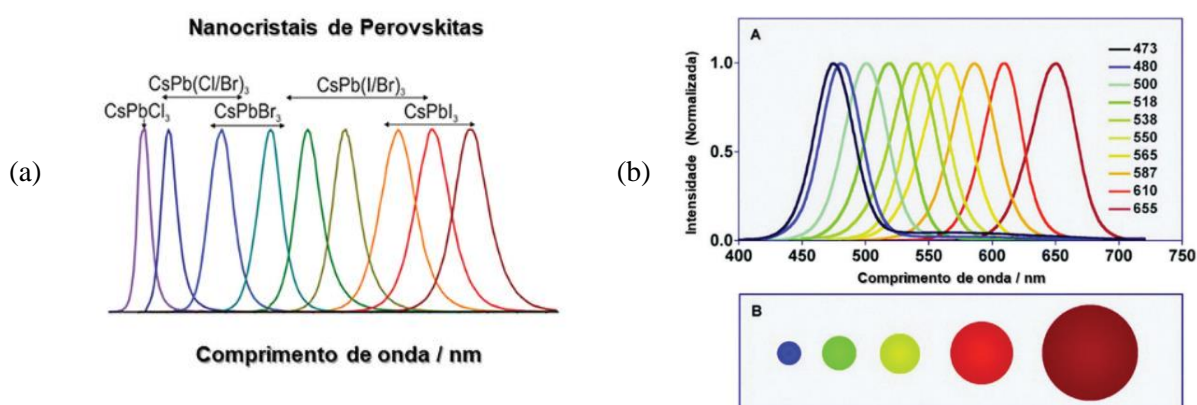 (a)
Nanocristais de Perovskitas
CsPb(Cl/Br)₃
CsPb(I/Br)₃
CsPbCl₃
CsPbBr₃
CsPbI₃
Comprimento de onda / nm
(b)
A
Intensidade (Normalizada)
1.0
0.5
0.0
473
480
500
518
538
550
565
587
610
655
400 450 500 550 600 650 700 750
Comprimento de onda / nm
B